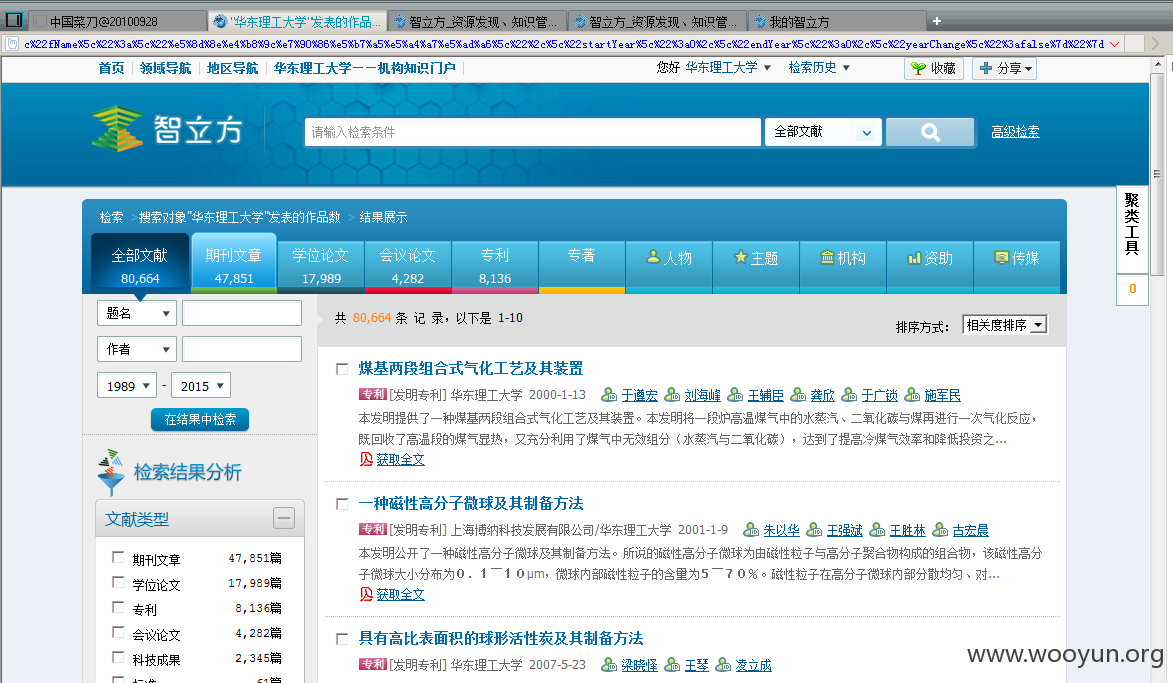 中国菜刀@20100928 "华东理工大学"发表的作品... 智立方_资源发现、知识管... 智立方_资源发现、知识管... 我的智立方 +
c%22fName%5c%22%3a%5c%22%e5%8d%8e%e4%b8%9c%e7%90%86%e5%b7%a5%e5%a4%a7%e5%ad%a6%5c%22%2c%5c%22startYear%5c%22%3a0%2c%5c%22endYear%5c%22%3a0%2c%5c%22yearChange%5c%22%3afalse%7d%22%7d
首页 领域导航 地区导航 华东理工大学--机构知识门户 您好 华东理工大学 检索历史 收藏 分享
智立方 请输入检索条件 全部文献 高级检索
聚类工具
0
检索 >搜索对象"华东理工大学"发表的作品数 > 结果展示
全部文献 期刊文章 学位论文 会议论文 专利 专著 人物 主题 机构 资助 传媒
80,664 47,851 17,989 4,282 8,136
题名
作者
1989 - 2015
在结果中检索
检索结果分析
文献类型
期刊文章 47,851篇
学位论文 17,989篇
专利 8,136篇
会议论文 4,282篇
科技成果 2,345篇
标准 61篇
共 80,664 条 记 录，以下是 1-10
排序方式： 相关度排序
煤基两段组合式气化工艺及其装置
专利 [发明专利] 华东理工大学 2000-1-13 于遵宏 刘海峰 王辅臣 龚欣 于广锁 施军民
本发明提供了一种煤基两段组合式气化工艺及其装置。本发明将一段炉高温煤气中的水蒸汽、二氧化碳与煤再进行一次气化反应，
既回收了高温段的煤气显热，又充分利用了煤气中无效组分（水蒸汽与二氧化碳），达到了提高冷煤气效率和降低投资之...
获取全文
一种磁性高分子微球及其制备方法
专利 [发明专利] 上海博纳科技发展有限公司/华东理工大学 2001-1-9 朱以华 王强斌 王胜林 古宏晨
本发明公开了一种磁性高分子微球及其制备方法。所说的磁性高分子微球为由磁性粒子与高分子聚合物构成的组合物，该磁性高分
子微球大小分布为０．１￣１０μm，微球内部磁性粒子的含量为５￣７０％。磁性粒子在高分子微球内部分散均匀、对...
获取全文
具有高比表面积的球形活性炭及其制备方法
专利 [发明专利] 华东理工大学 2007-5-23 梁晓怿 王琴 凌立成
www.wooyun.org